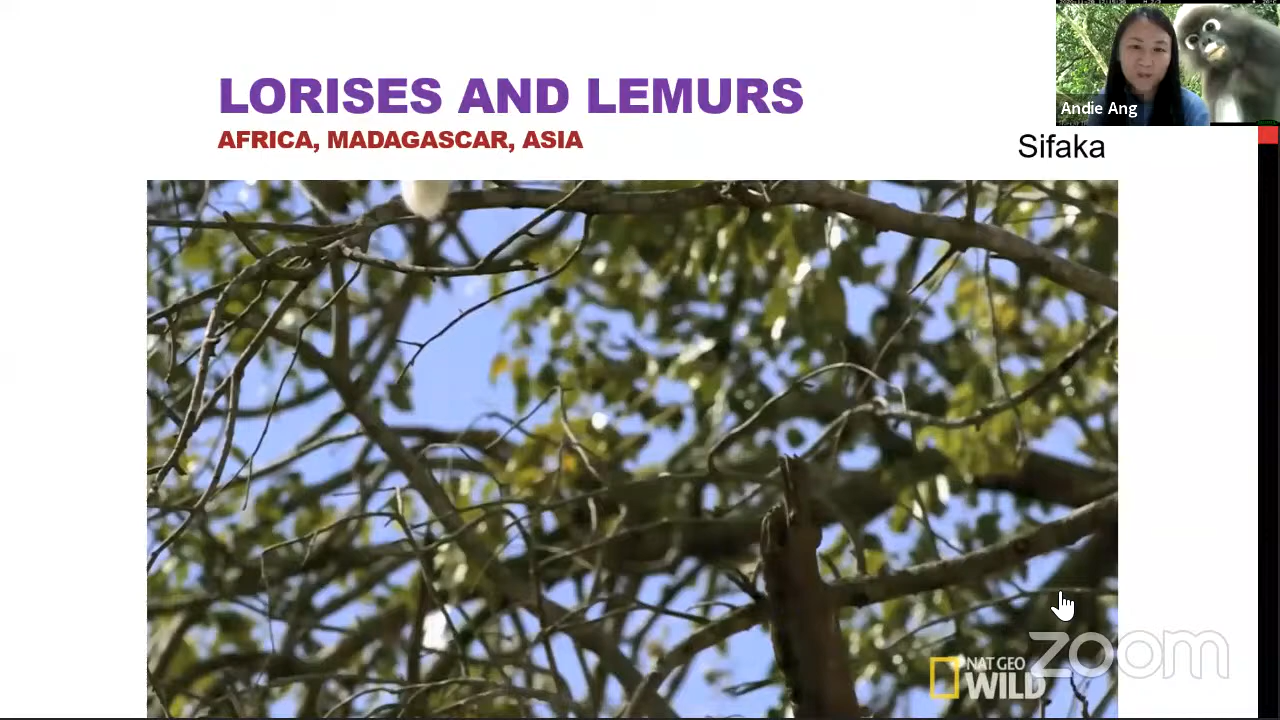 LORISES AND LEMURS
AFRICA, MADAGASCAR, ASIA
Andie Ang
Sifaka
NAT GEO
WILD
zoom